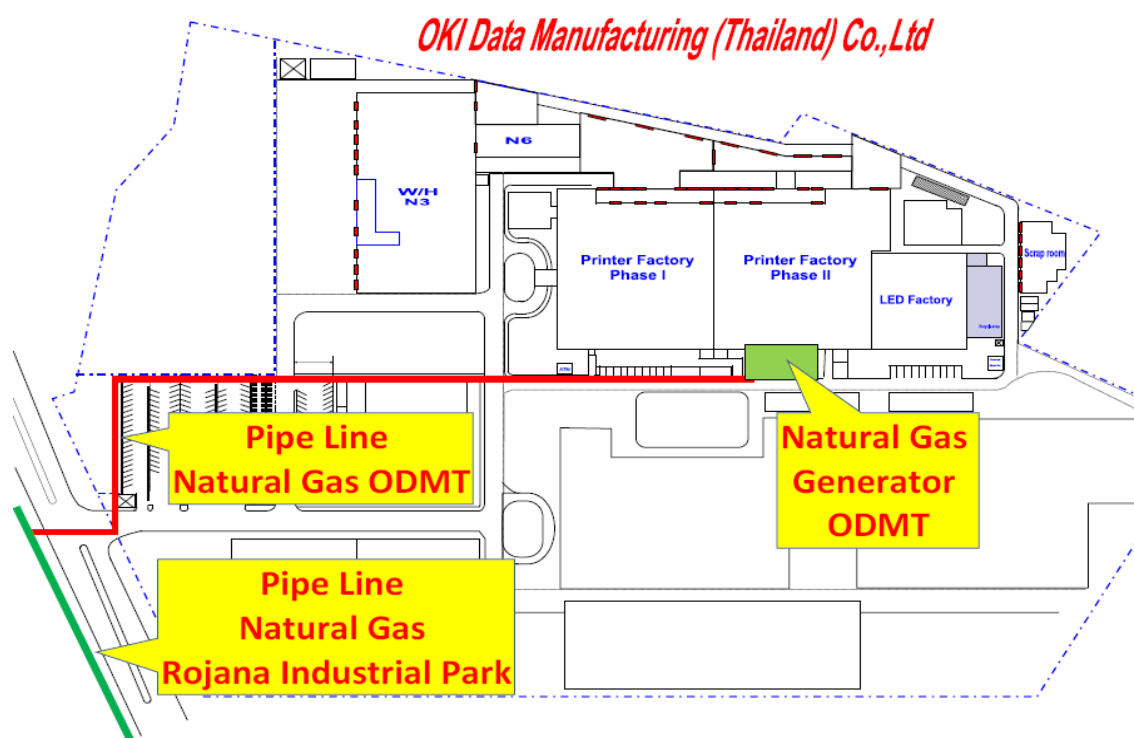 OKI Data Manufacturing (Thailand) Co.,Ltd
N6
W/H
N3
Printer Factory
Phase I
Printer Factory
Phase II
Scrap room
LED Factory
ATM
Pipe Line
Natural Gas ODMT
Natural Gas
Generator
ODMT
Pipe Line
Natural Gas
Rojana Industrial Park